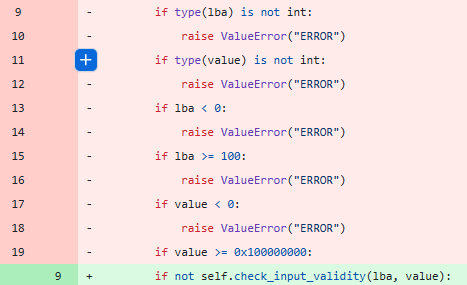 9 - if type(lba) is not int:
10 - raise ValueError("ERROR")
11 + if type(value) is not int:
12 - raise ValueError("ERROR")
13 - if lba < 0:
14 - raise ValueError("ERROR")
15 - if lba >= 100:
16 - raise ValueError("ERROR")
17 - if value < 0:
18 - raise ValueError("ERROR")
19 - if value >= 0x100000000:
9 + if not self.check_input_validity(lba, value):